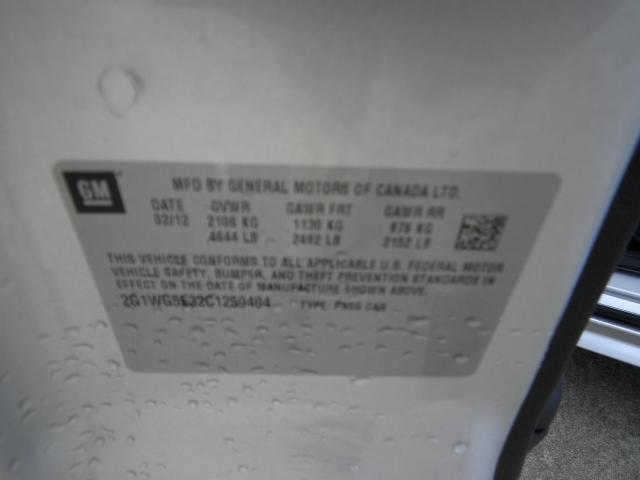 GM
MFD BY GENERAL MOTORS OF CANADA LTD.
DATE GVWR GAWR FRT GAWR RR
02/12 2106 KG 1130 KG 976 KG
4644 LB 2492 LB 2152 LB
THIS VEHICLE CONFORMS TO ALL APPLICABLE U.S. FEDERAL MOTOR
VEHICLE SAFETY, BUMPER, AND THEFT PREVENTION STANDARDS IN
EFFECT ON THE DATE OF MANUFACTURE SHOWN ABOVE.
2G1WG5E32C1259404 TYPE: PASS CAR